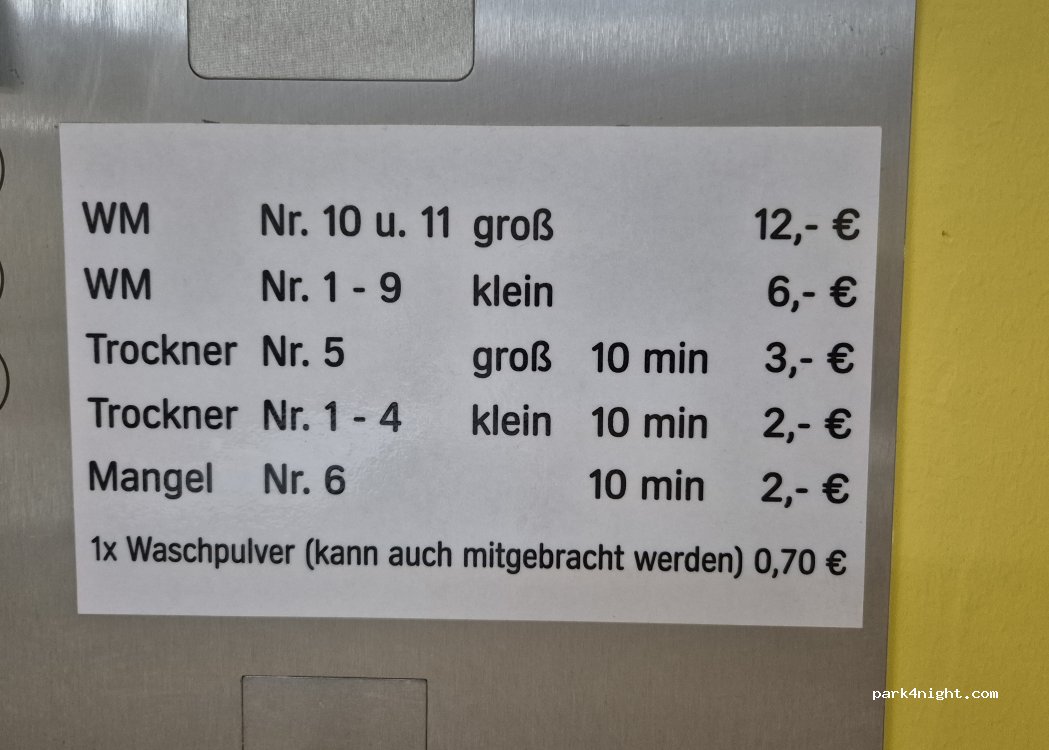 WM Nr. 10 u. 11 groß 12,- €
WM Nr. 1 - 9 klein 6,- €
Trockner Nr. 5 groß 10 min 3,- €
Trockner Nr. 1 - 4 klein 10 min 2,- €
Mangel Nr. 6 10 min 2,- €
1x Waschpulver (kann auch mitgebracht werden) 0,70 €
park4night.com